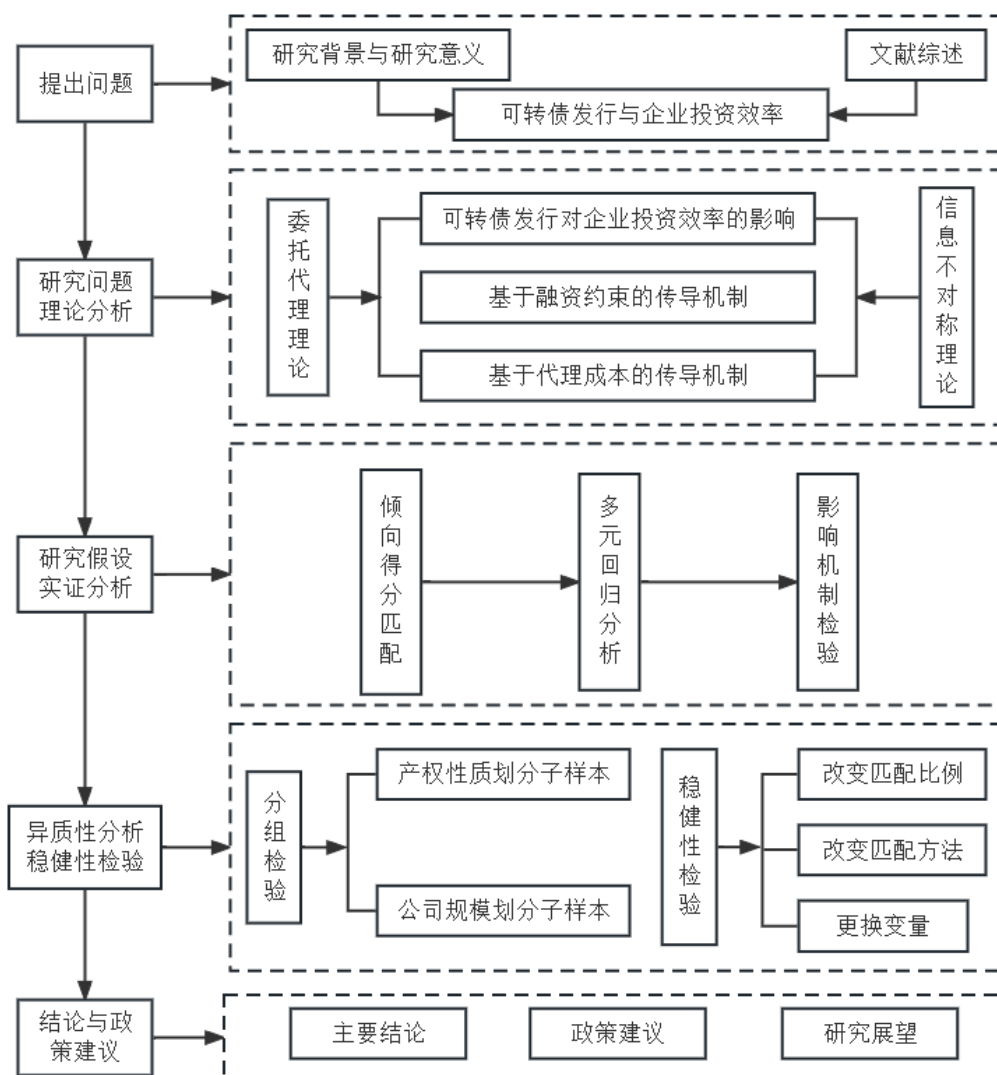 提出问题
研究背景与研究意义
文献综述
可转债发行与企业投资效率
研究问题
理论分析
委托代理理论
可转债发行对企业投资效率的影响
基于融资约束的传导机制
基于代理成本的传导机制
信息不对称理论
研究假设
实证分析
倾向得分匹配
多元回归分析
影响机制检验
异质性分析
稳健性检验
分组检验
产权性质划分子样本
公司规模划分子样本
稳健性检验
改变匹配比例
改变匹配方法
更换变量
结论与政
策建议
主要结论
政策建议
研究展望